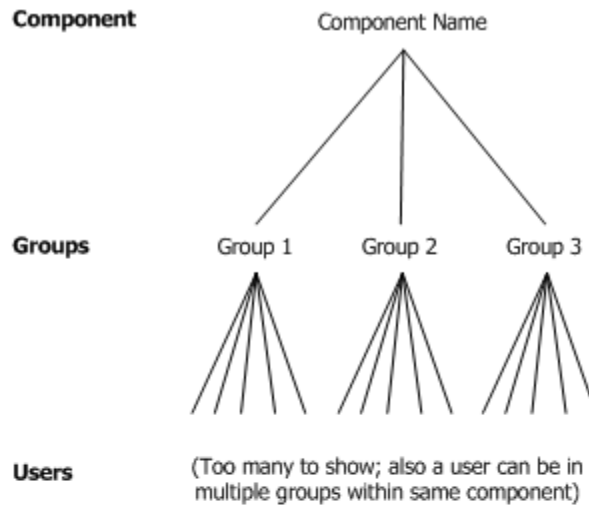 Component
Component Name
Groups
Group 1
Group 2
Group 3
Users
(Too many to show; also a user can be in
multiple groups within same component)